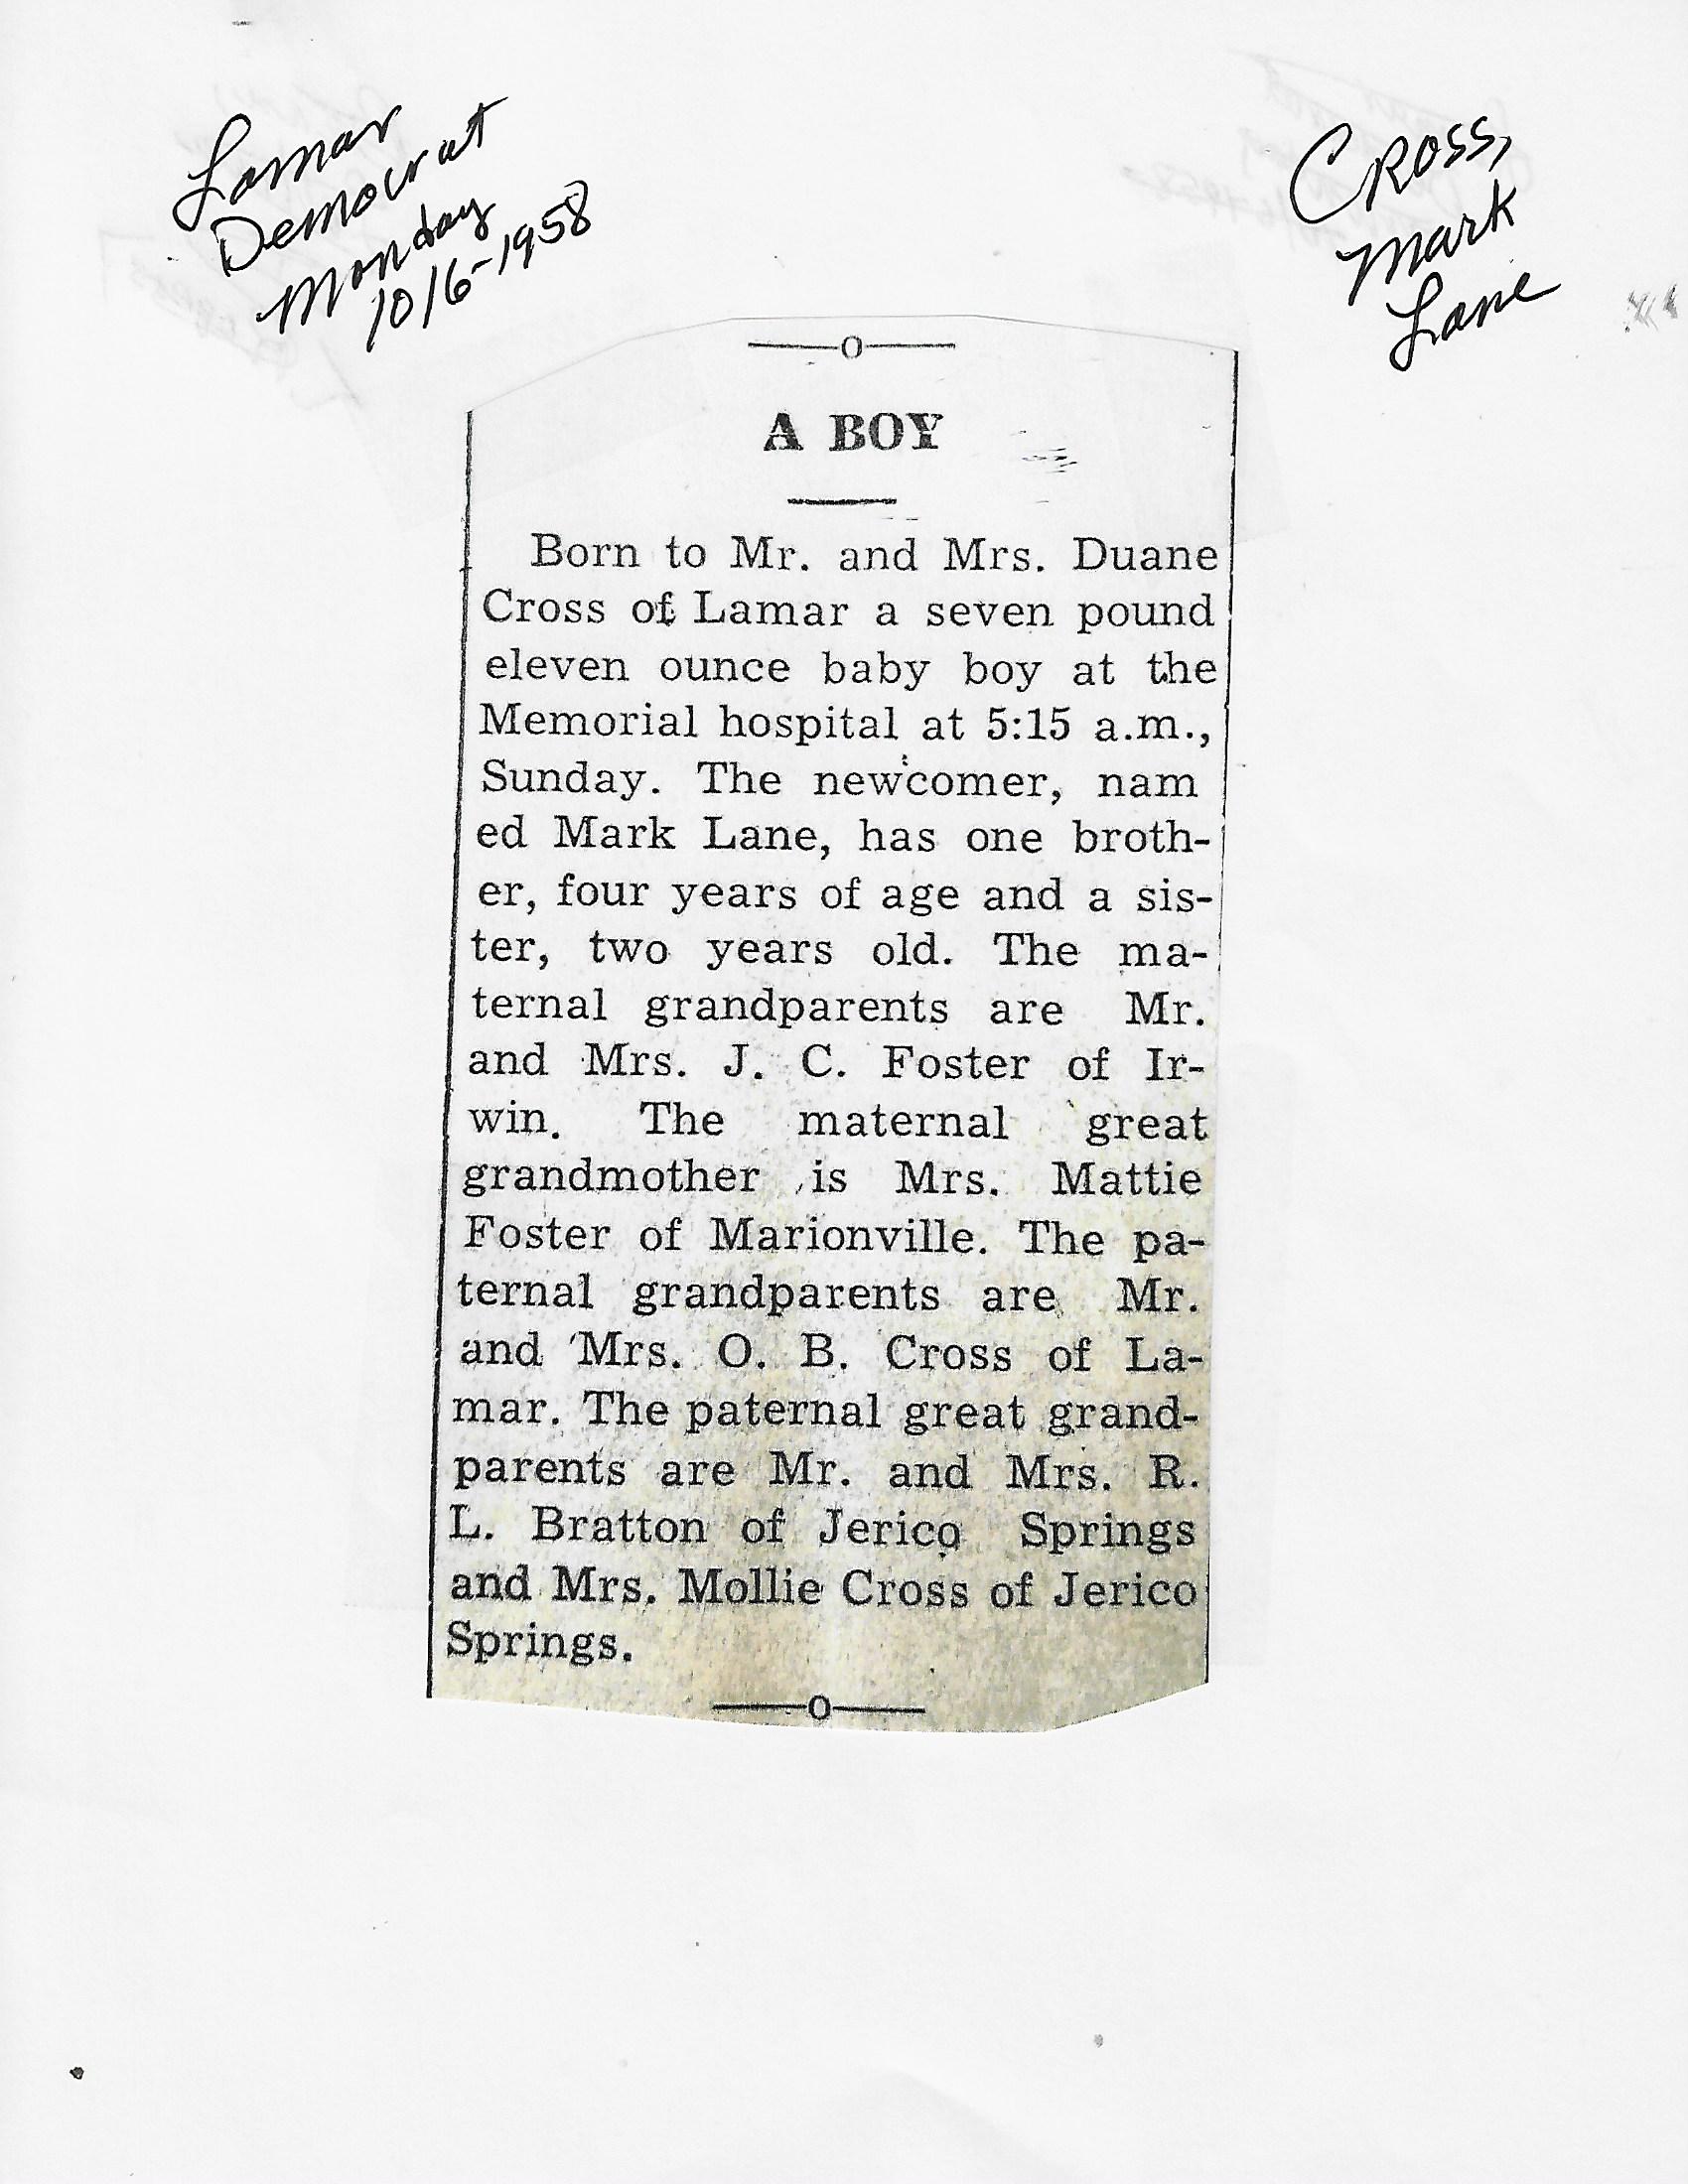 Lamar
Democrat
Monday
10/6-1958
Cross,
Mark
Lane
A BOY
Born to Mr. and Mrs. Duane
Cross of Lamar a seven pound
eleven ounce baby boy at the
Memorial hospital at 5:15 a.m.,
Sunday. The newcomer, nam
ed Mark Lane, has one broth-
er, four years of age and a sis-
ter, two years old. The ma-
ternal grandparents are Mr.
and Mrs. J. C. Foster of Ir-
win. The maternal great
grandmother is Mrs. Mattie
Foster of Marionville. The pa-
ternal grandparents are Mr.
and Mrs. O. B. Cross of La-
mar. The paternal great grand-
parents are Mr. and Mrs. R.
L. Bratton of Jerico Springs
and Mrs. Mollie Cross of Jerico
Springs.